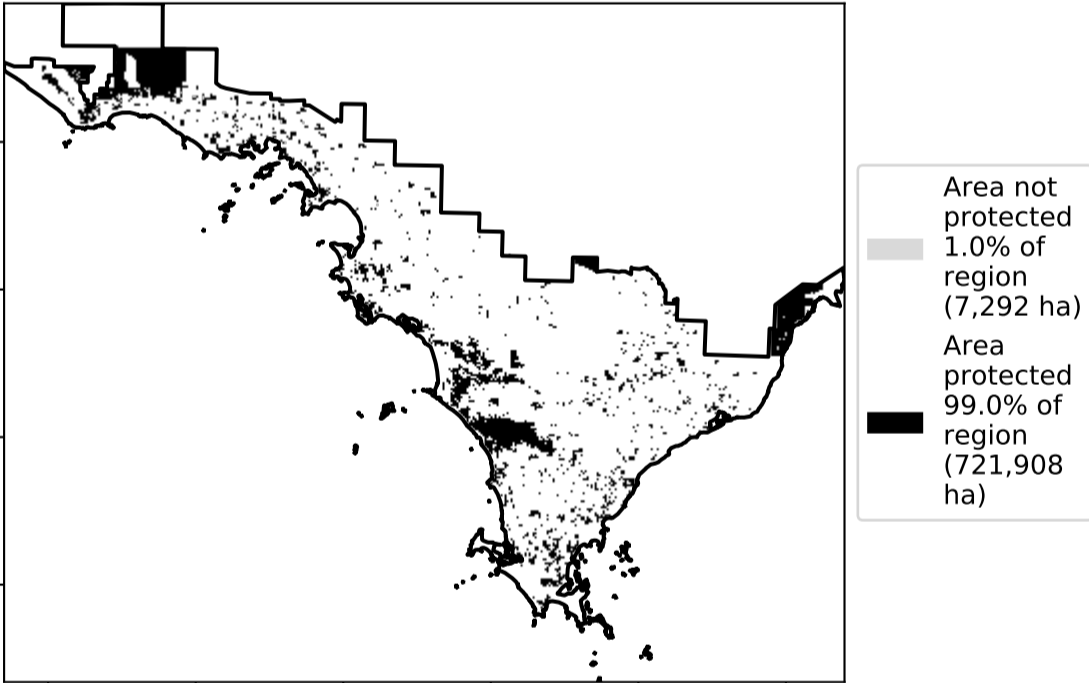 Area not
protected
1.0% of
region
(7,292 ha)
Area
protected
99.0% of
region
(721,908
ha)